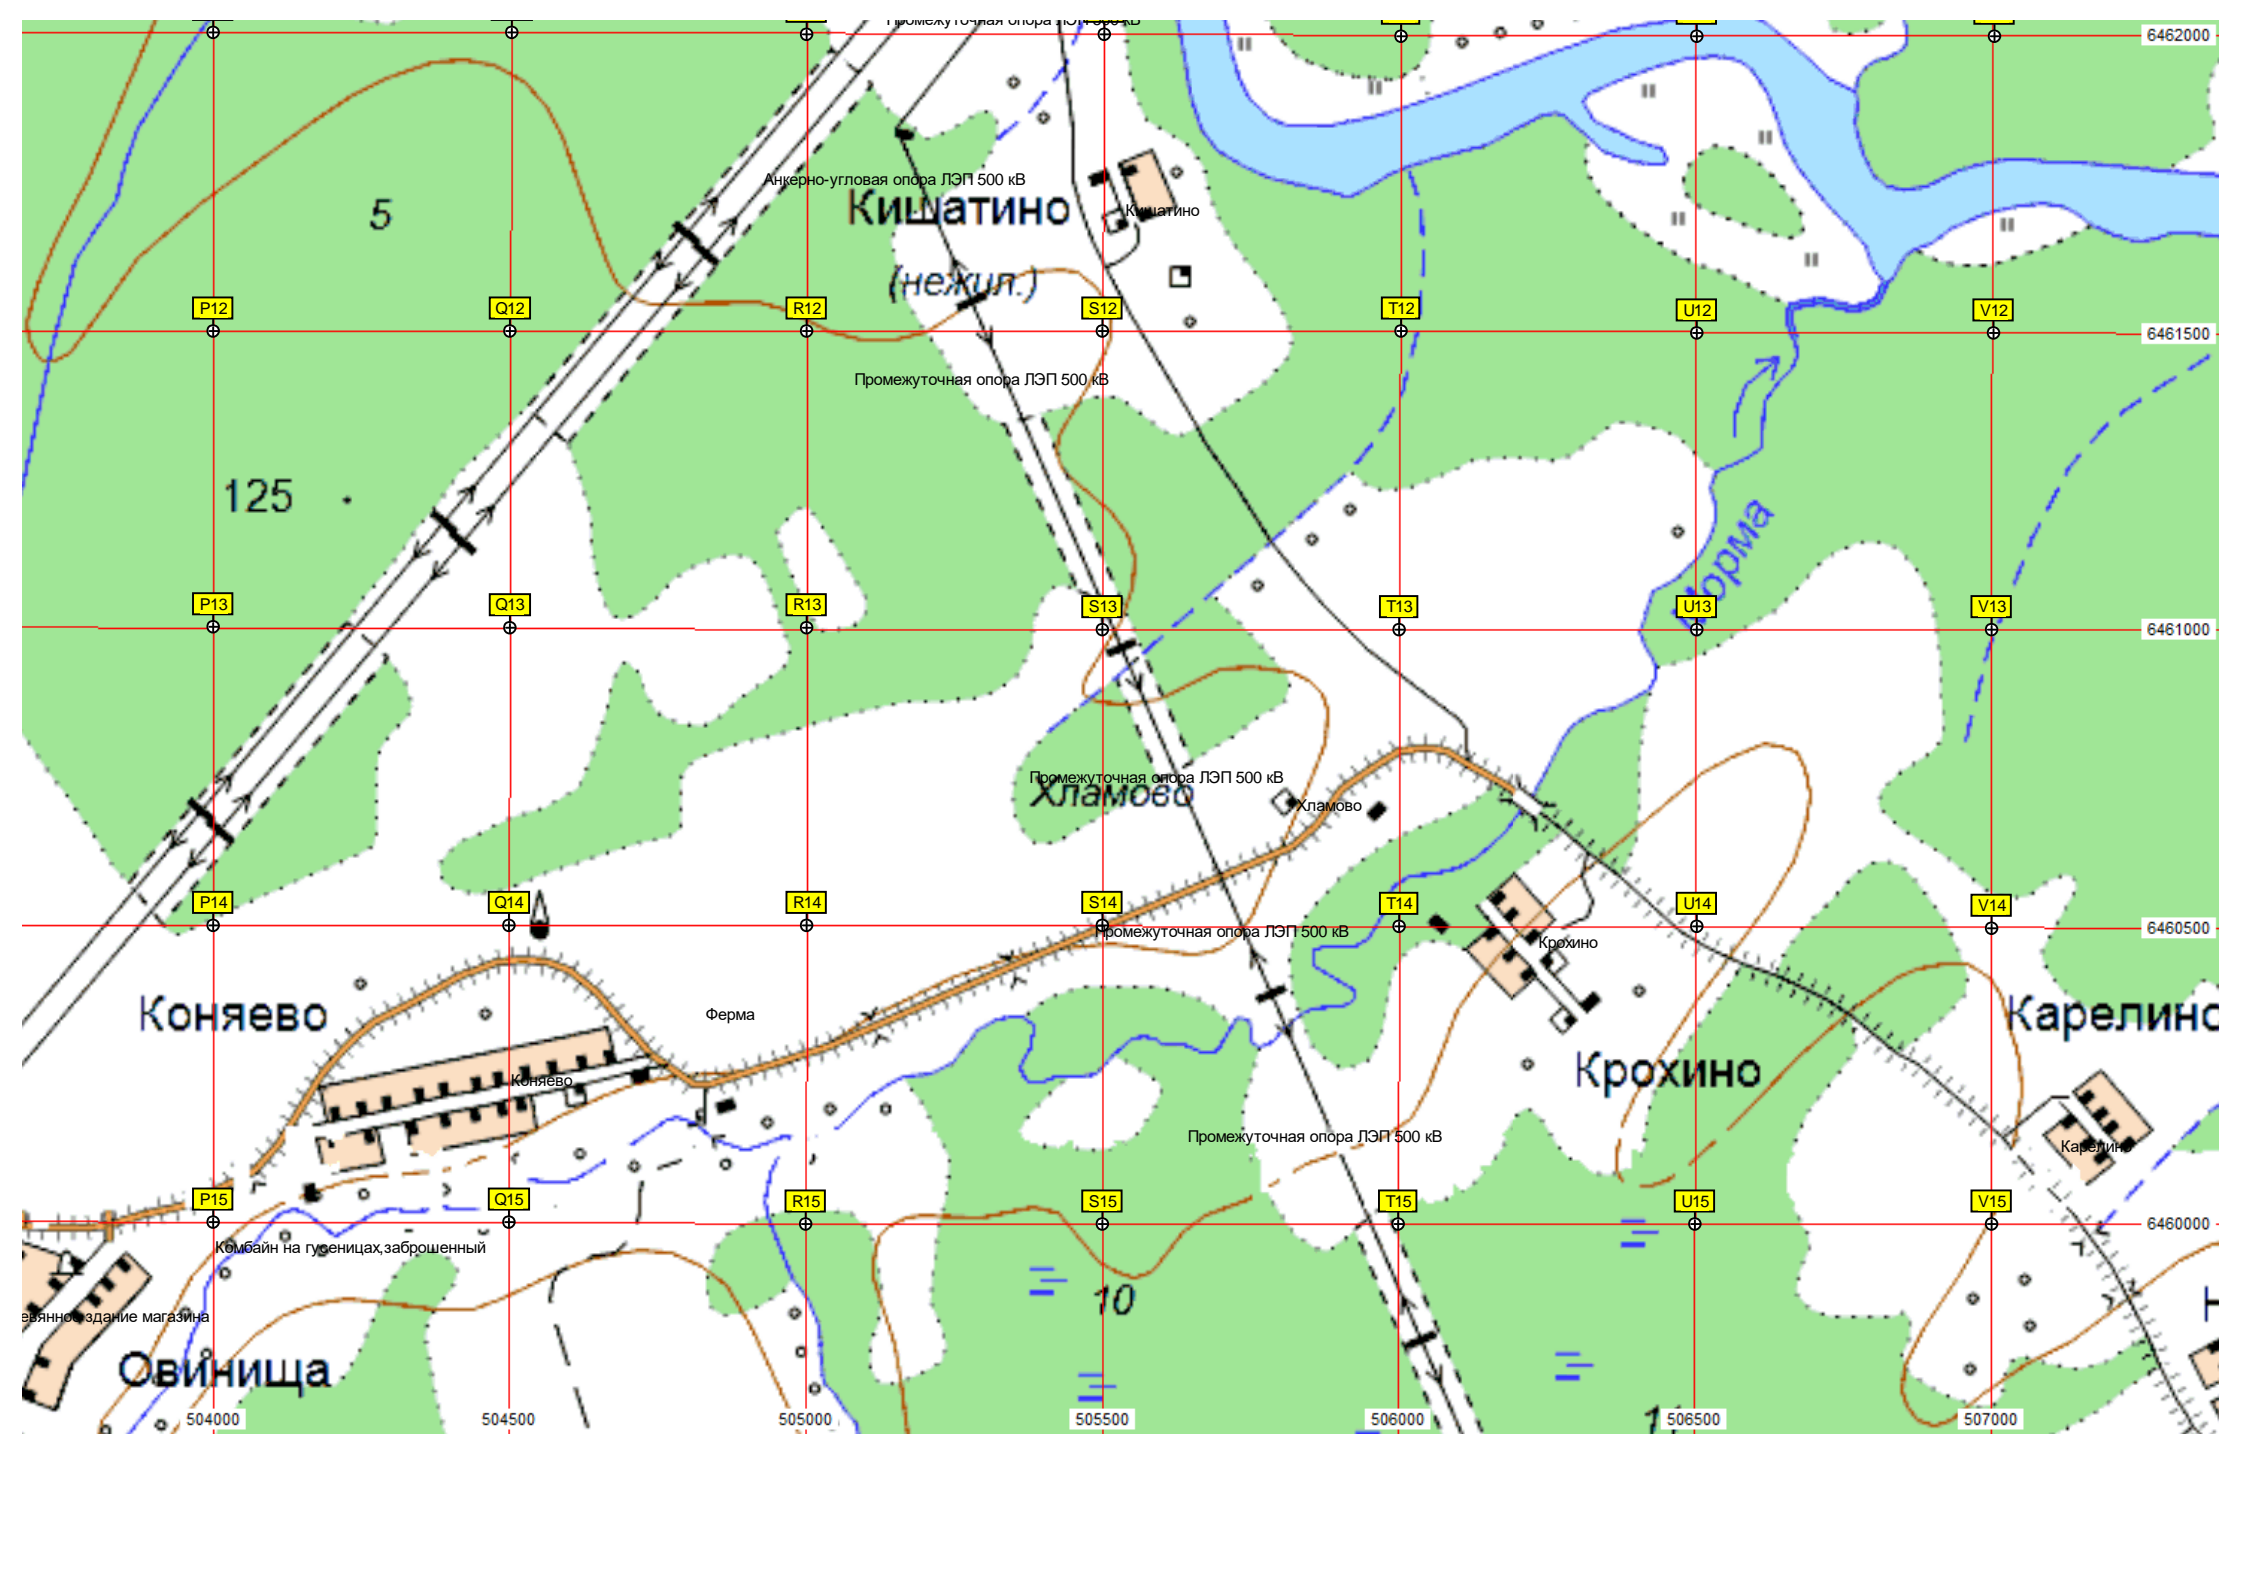 Промежуточная опора ЛЭП 500 кВ
6462000
Анкерно-угловая опора ЛЭП 500 кВ
5
Кишатино
Кишатино
(нежил.)
P12
Q12
R12
S12
T12
U12
V12
6461500
Промежуточная опора ЛЭП 500 кВ
125
P13
Q13
R13
S13
T13
U13
V13
6461000
Промежуточная опора ЛЭП 500 кВ
Хламово
Хламово
P14
Q14
R14
S14
T14
U14
V14
6460500
Промежуточная опора ЛЭП 500 кВ
Крохино
Коняево
Ферма
Карелино
Крохино
Коняево
Промежуточная опора ЛЭП 500 кВ
Карелино
P15
Q15
R15
S15
T15
U15
V15
6460000
Комбайн на гусеницах,заброшенный
10
здание магазина
Овинища
504000
504500
505000
505500
506000
506500
507000